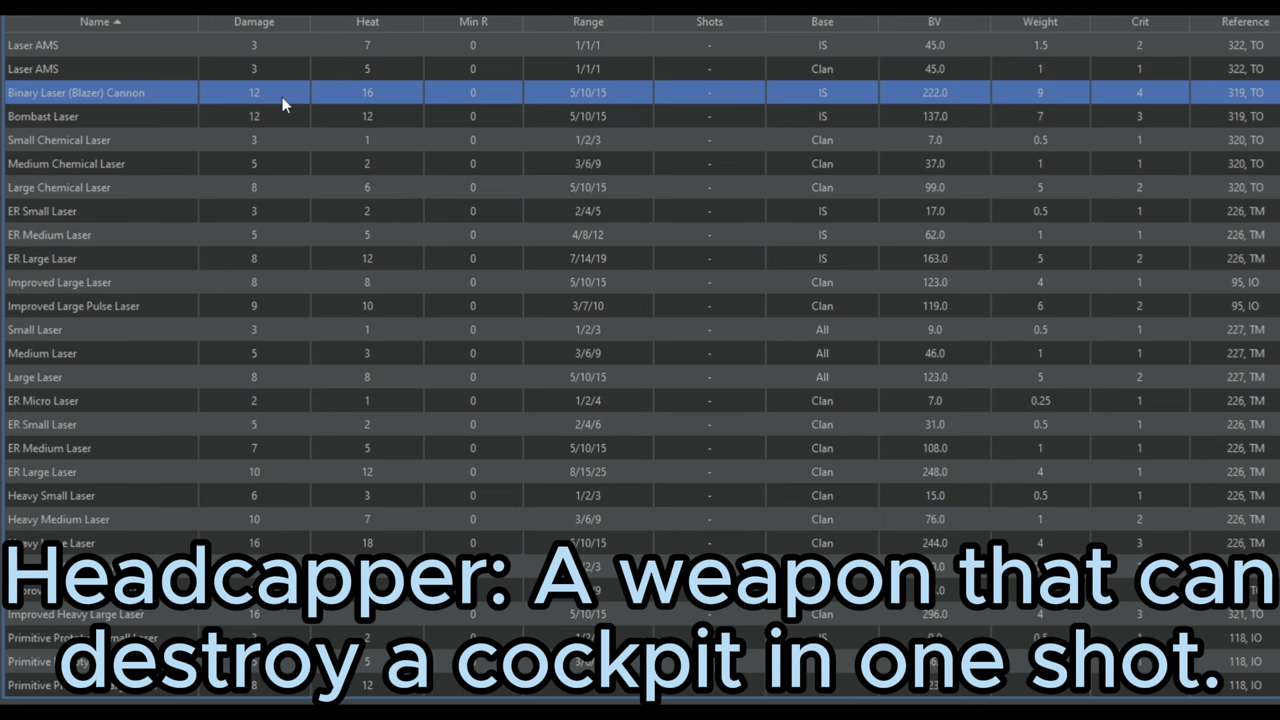 Name Damage Heat Min R Range Shots Base BV Weight Crit Reference
Laser AMS 3 7 0 1/1/1 - IS 45.0 1.5 2 322, TO
Laser AMS 3 5 0 1/1/1 - Clan 45.0 1 1 322, TO
Binary Laser (Blazer) Cannon 12 16 0 5/10/15 - IS 222.0 9 4 319, TO
Bombast Laser 12 12 0 5/10/15 - IS 137.0 7 3 319, TO
Small Chemical Laser 3 1 0 1/2/3 - Clan 7.0 0.5 1 320, TO
Medium Chemical Laser 5 2 0 3/6/9 - Clan 37.0 1 1 320, TO
Large Chemical Laser 8 6 0 5/10/15 - Clan 99.0 5 2 320, TO
ER Small Laser 3 2 0 2/4/5 - IS 17.0 0.5 1 226, TM
ER Medium Laser 5 5 0 4/8/12 - IS 62.0 1 1 226, TM
ER Large Laser 8 12 0 7/14/19 - IS 163.0 5 2 226, TM
Improved Large Laser 8 8 0 5/10/15 - Clan 123.0 4 1 95, IO
Improved Large Pulse Laser 9 10 0 3/7/10 - Clan 119.0 6 2 95, IO
Small Laser 3 1 0 1/2/3 - All 9.0 0.5 1 227, TM
Medium Laser 5 3 0 3/6/9 - All 46.0 1 1 227, TM
Large Laser 8 8 0 5/10/15 - All 123.0 5 2 227, TM
ER Micro Laser 2 1 0 1/2/4 - Clan 7.0 0.25 1 226, TM
ER Small Laser 5 2 0 2/4/6 - Clan 31.0 0.5 1 226, TM
ER Medium Laser 7 5 0 5/10/15 - Clan 108.0 1 1 226, TM
ER Large Laser 10 12 0 8/15/25 - Clan 248.0 4 1 226, TM
Heavy Small Laser 6 3 0 1/2/3 - Clan 15.0 0.5 1 226, TM
Heavy Medium Laser 10 7 0 3/6/9 - Clan 76.0 1 2 226, TM
Laser 16 18 0 5/10/15 - Clan 244.0 4 3 226, TM
Headcapper: A weapon that can
Improved Heavy Large Laser 16 5/10/15 - Clan 296.0 4 3 321, TO
destroy a cockpit in one shot.
118, IO
118, IO
8 12 118, IO